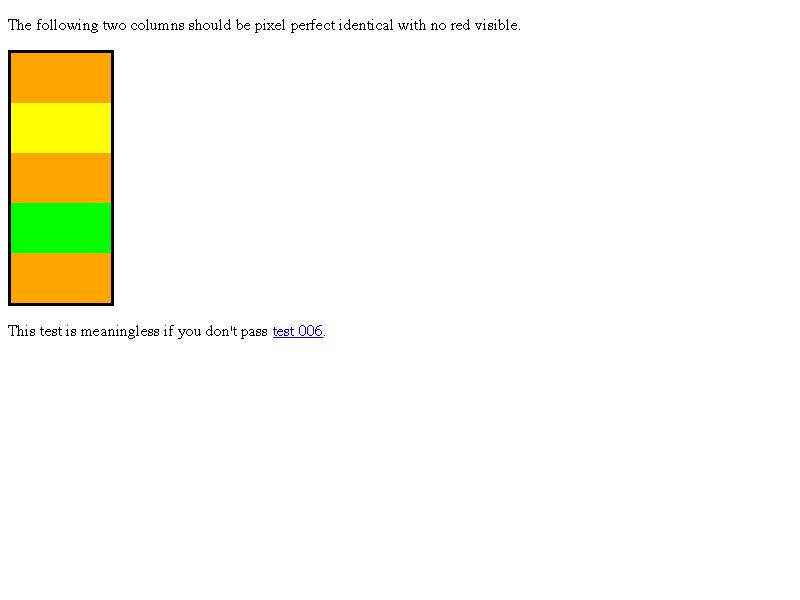 The following two columns should be pixel perfect identical with no red visible.
This test is meaningless if you don't pass test 006.